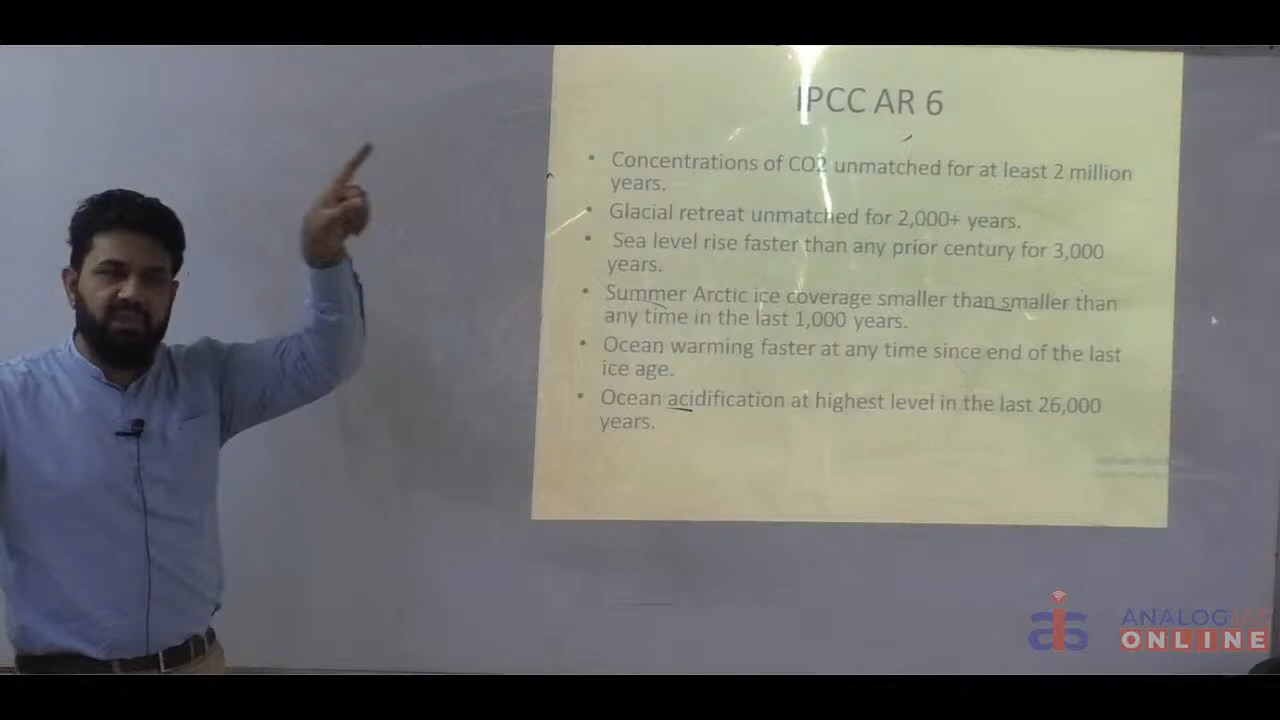 IPCC AR 6
• Concentrations of CO2 unmatched for at least 2 million
years.
• Glacial retreat unmatched for 2,000+ years.
• Sea level rise faster than any prior century for 3,000
years.
• Summer Arctic ice coverage smaller than smaller than
any time in the last 1,000 years.
• Ocean warming faster at any time since end of the last
ice age.
• Ocean acidification at highest level in the last 26,000
years.
ANALOG IAS
ONLINE